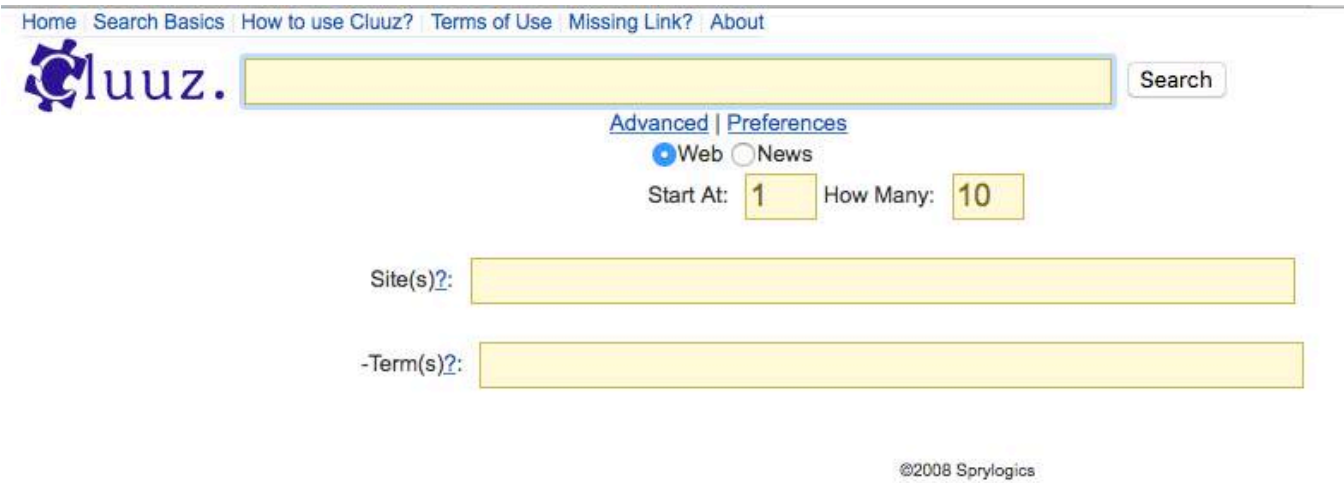 Home Search Basics How to use Cluuz? Terms of Use Missing Link? About
Cluuz. Search
Advanced | Preferences
Web News
Start At: 1 How Many: 10
Site(s)?:
-Term(s)?:
©2008 Sprylogics